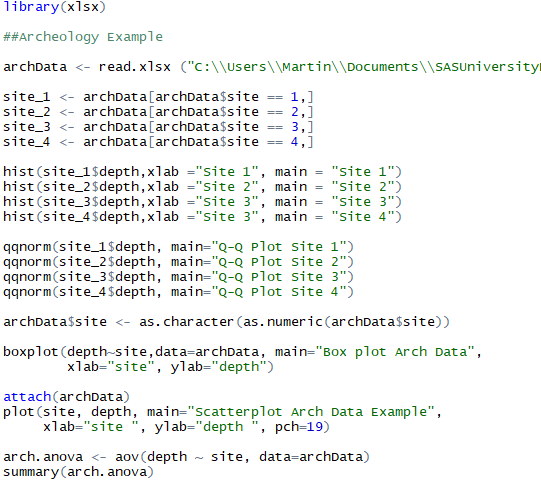 library(xlsx)
##Archeology Example
archData <- read.xlsx ("C:\\Users\\Martin\\Documents\\SASUniversity
site_1 <- archData[archData$site == 1,]
site_2 <- archData[archData$site == 2,]
site_3 <- archData[archData$site == 3,]
site_4 <- archData[archData$site == 4,]
hist(site_1$depth,xlab ="Site 1", main = "Site 1")
hist(site_2$depth,xlab ="Site 2", main = "Site 2")
hist(site_3$depth,xlab ="Site 3", main = "Site 3")
hist(site_4$depth,xlab ="Site 3", main = "Site 4")
qqnorm(site_1$depth, main="Q-Q Plot Site 1")
qqnorm(site_2$depth, main="Q-Q Plot Site 2")
qqnorm(site_3$depth, main="Q-Q Plot Site 3")
qqnorm(site_4$depth, main="Q-Q Plot Site 4")
archData$site <- as.character(as.numeric(archData$site))
boxplot(depth~site,data=archData, main="Box plot Arch Data",
xlab="site", ylab="depth")
attach(archData)
plot(site, depth, main="Scatterplot Arch Data Example",
xlab="site ", ylab="depth ", pch=19)
arch.anova <- aov(depth ~ site, data=archData)
summary(arch.anova)